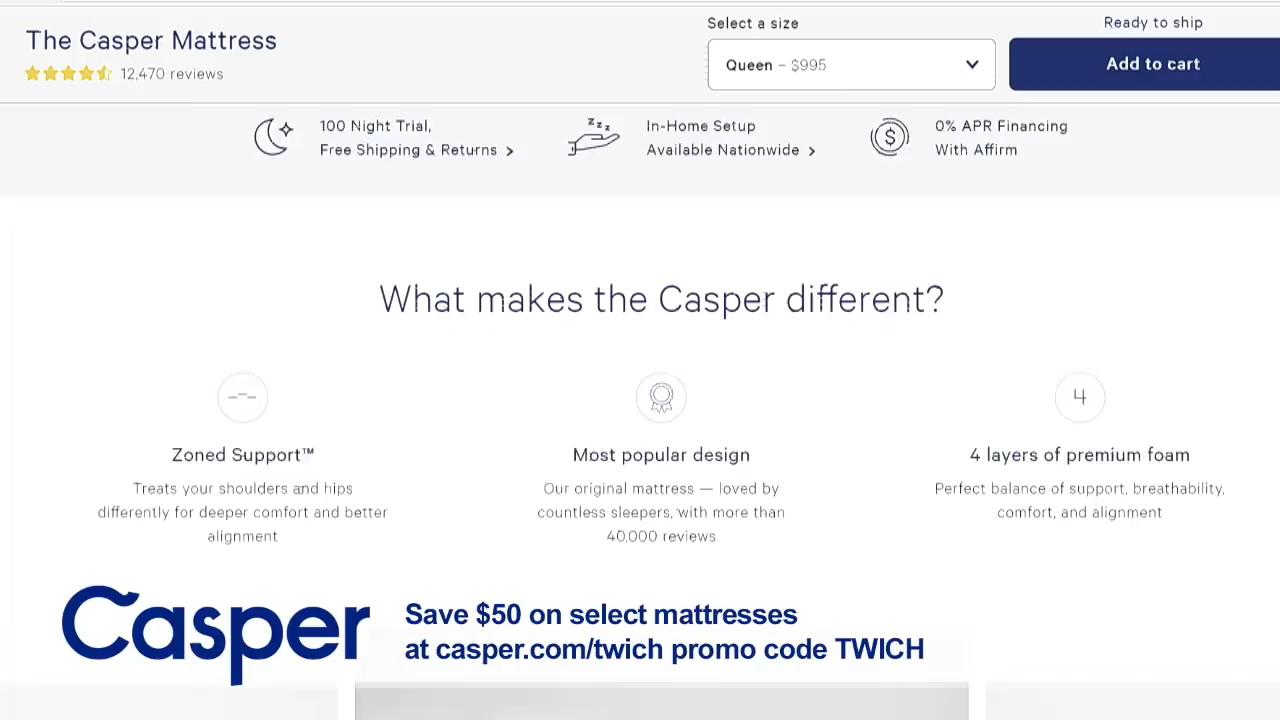 The Casper Mattress
12,470 reviews
Select a size
Queen – $995
Ready to ship
Add to cart
100 Night Trial,
Free Shipping & Returns >
zzz
In-Home Setup
Available Nationwide >
$
0% APR Financing
With Affirm
What makes the Casper different?
Zoned Support™
Treats your shoulders and hips
differently for deeper comfort and better
alignment
Most popular design
Our original mattress — loved by
countless sleepers, with more than
40,000 reviews
4
4 layers of premium foam
Perfect balance of support, breathability,
comfort, and alignment
Casper
Save $50 on select mattresses
at casper.com/twich promo code TWICH